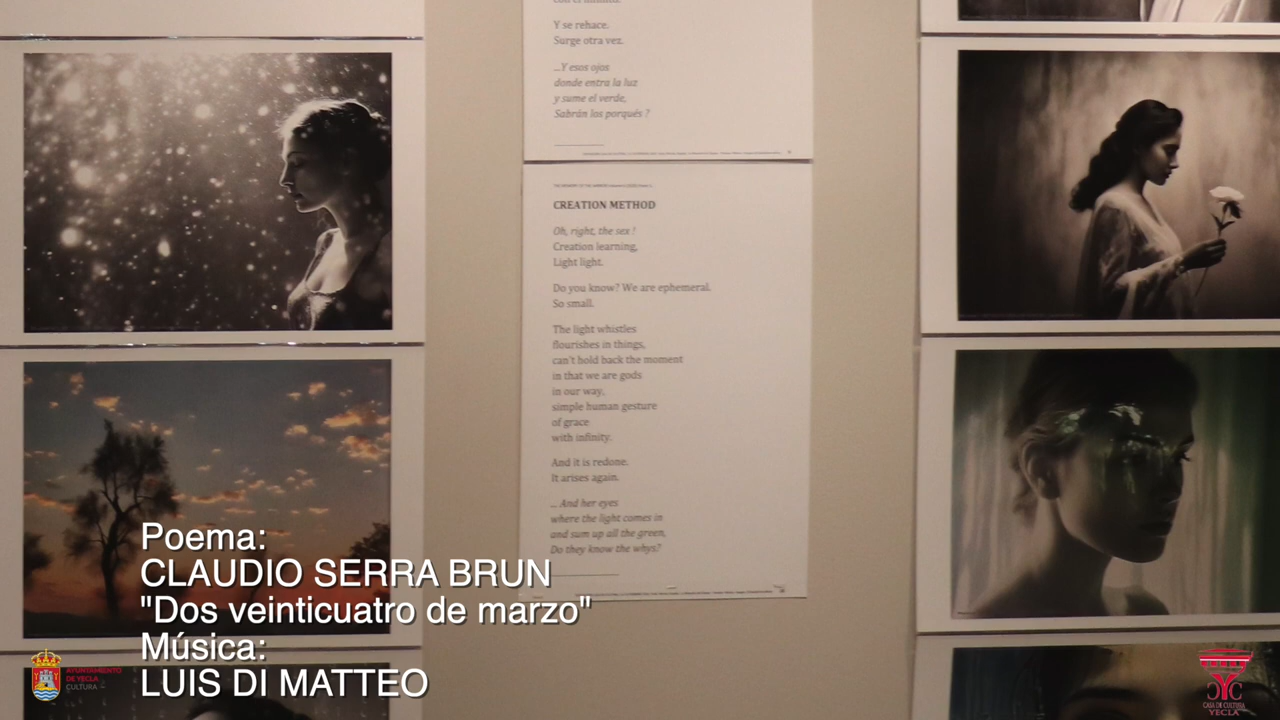 Y se rehace.
Surge otra vez.
...Y esos ojos
donde entra la luz
y sume el verde,
Sabrán los porqués ?
CREATION METHOD
Oh, right, the sex !
Creation learning,
Light light.
Do you know? We are ephemeral.
So small.
The light whistles
flourishes in things,
can't hold back the moment
in that we are gods
in our way,
simple human gesture
of grace
with infinity.
And it is redone.
It arises again.
... And her eyes
where the light comes in
and sum up all the green,
Do they know the whys?
Poema:
CLAUDIO SERRA BRUN
"Dos veinticuatro de marzo"
Música:
LUIS DI MATTEO
AYUNTAMIENTO
DE YECLA
CULTURA
CASA DE CULTURA
YECLA